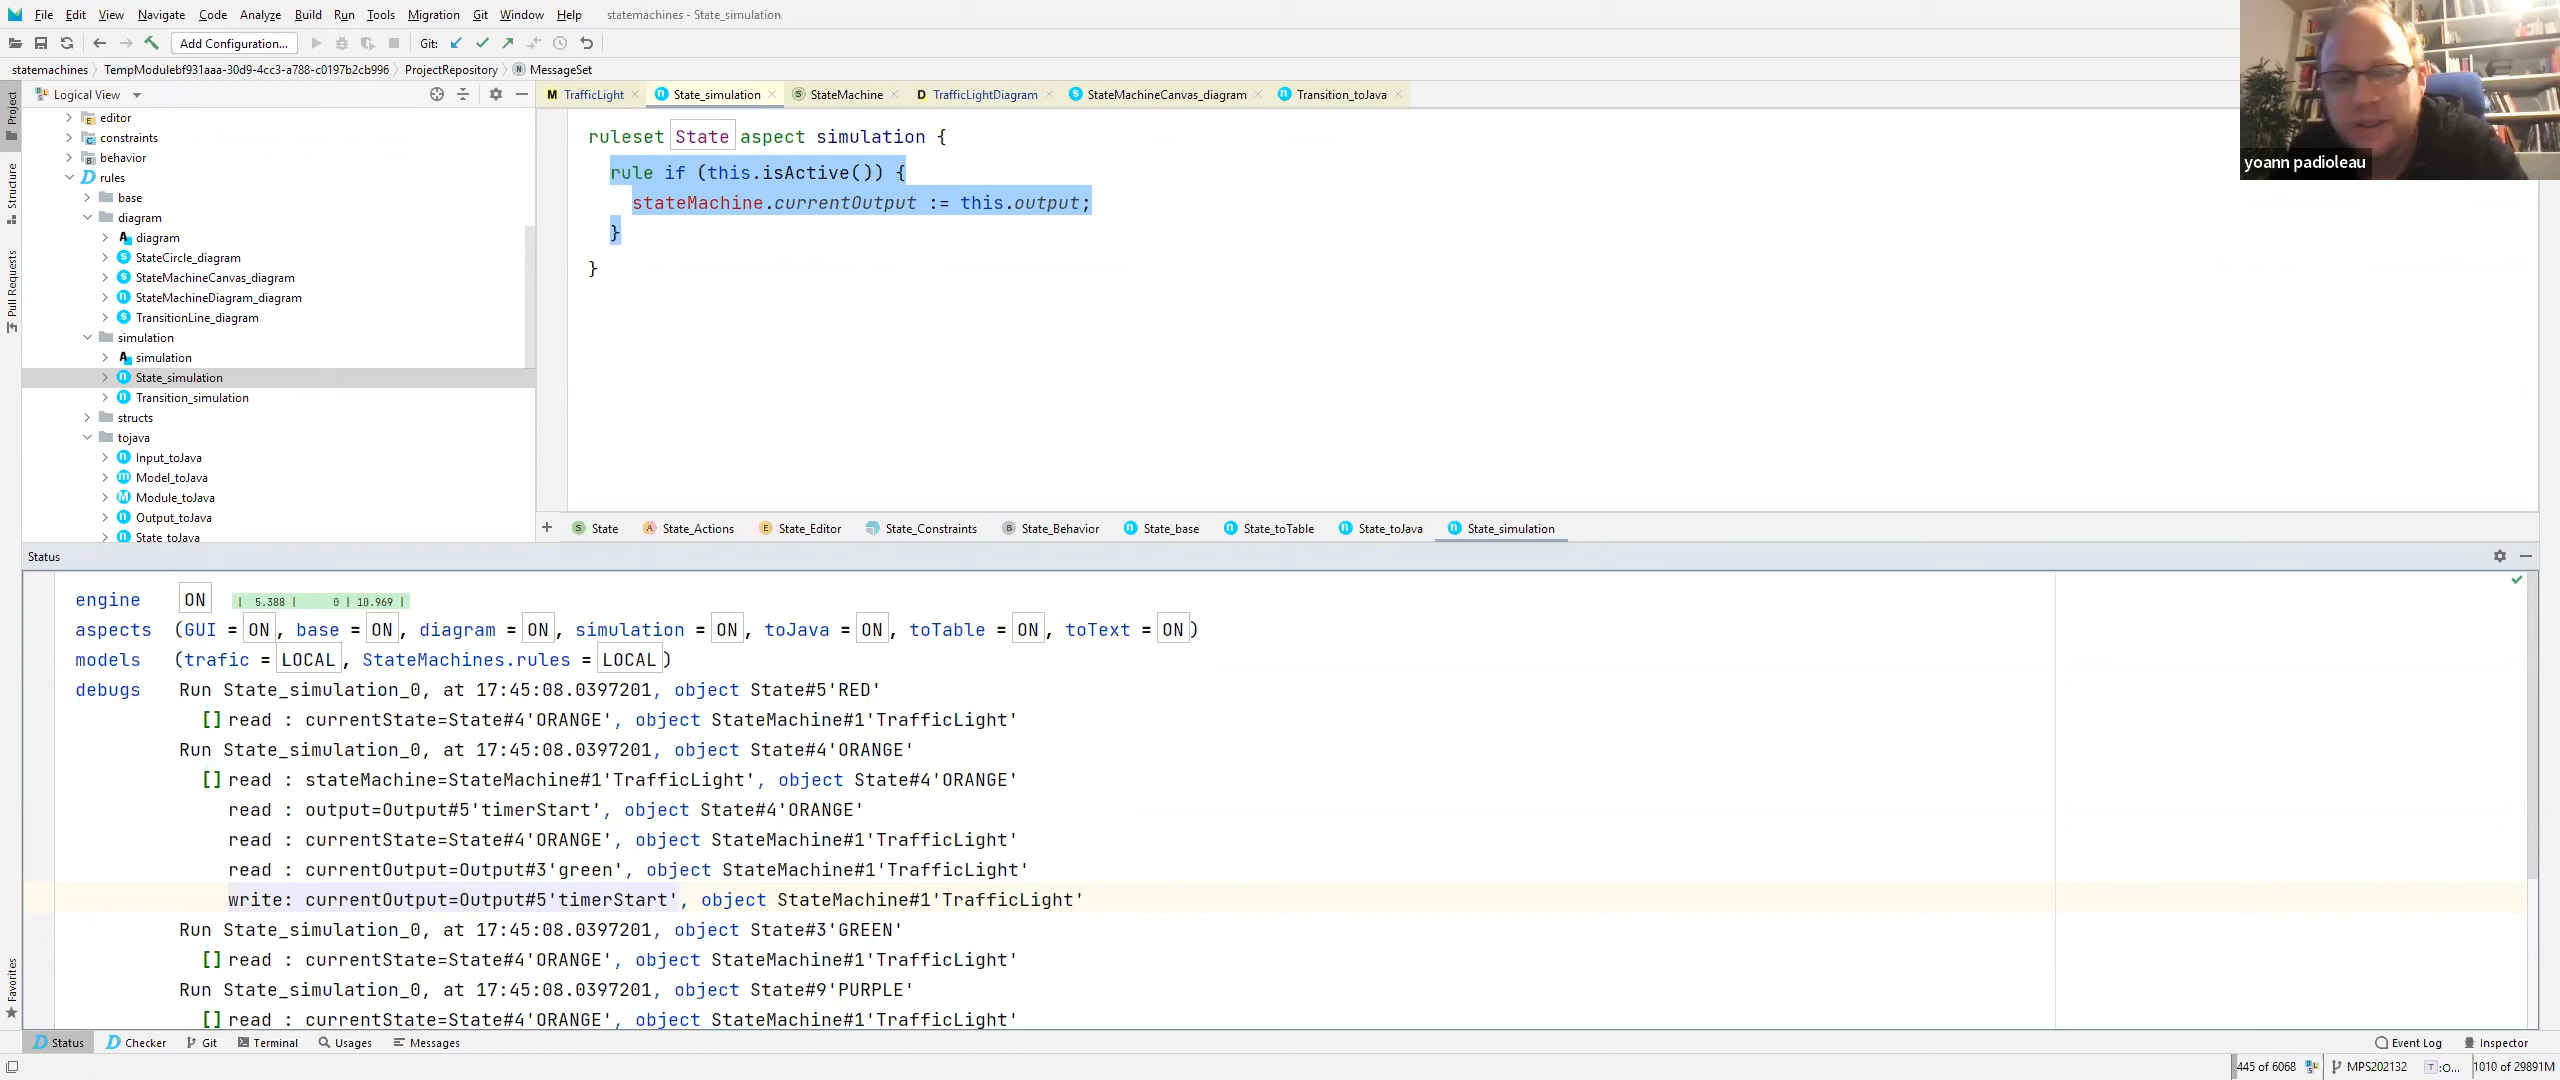 File Edit View Navigate Code Analyze Build Run Tools Migration Git Window Help statemachines - State_simulation
Add Configuration... Git:
statemachines TempModulebf931aaa-30d9-4cc3-a788-c0197b2cb996 ProjectRepository N MessageSet
Logical View
M TrafficLight n State_simulation S StateMachine D TrafficLightDiagram S StateMachineCanvas_diagram n Transition_toJava
Project
Structure
Pull Requests
Favorites
editor
constraints
behavior
rules
base
diagram
diagram
StateCircle_diagram
StateMachineCanvas_diagram
StateMachineDiagram_diagram
TransitionLine_diagram
simulation
simulation
State_simulation
Transition_simulation
structs
tojava
Input_toJava
Model_toJava
Module_toJava
Output_toJava
State_toJava
ruleset State aspect simulation {
rule if (this.isActive()) {
stateMachine.currentOutput := this.output;
}
}
yoann padioleau
+ S State A State_Actions E State_Editor State_Constraints B State_Behavior n State_base n State_toTable n State_toJava n State_simulation
Status
engine ON | 5.388 | 0 | 10.969 |
aspects (GUI = ON, base = ON, diagram = ON, simulation = ON, toJava = ON, toTable = ON, toText = ON)
models (trafic = LOCAL, StateMachines.rules = LOCAL)
debugs Run State_simulation_0, at 17:45:08.0397201, object State#5'RED'
[] read : currentState=State#4'ORANGE', object StateMachine#1'TrafficLight'
Run State_simulation_0, at 17:45:08.0397201, object State#4'ORANGE'
[] read : stateMachine=StateMachine#1'TrafficLight', object State#4'ORANGE'
read : output=Output#5'timerStart', object State#4'ORANGE'
read : currentState=State#4'ORANGE', object StateMachine#1'TrafficLight'
read : currentOutput=Output#3'green', object StateMachine#1'TrafficLight'
write: currentOutput=Output#5'timerStart', object StateMachine#1'TrafficLight'
Run State_simulation_0, at 17:45:08.0397201, object State#3'GREEN'
[] read : currentState=State#4'ORANGE', object StateMachine#1'TrafficLight'
Run State_simulation_0, at 17:45:08.0397201, object State#9'PURPLE'
[] read : currentState=State#4'ORANGE', object StateMachine#1'TrafficLight'
Status Checker Git Terminal Usages Messages Event Log Inspector
445 of 6068 MPS202132 T :O... 1010 of 29891M